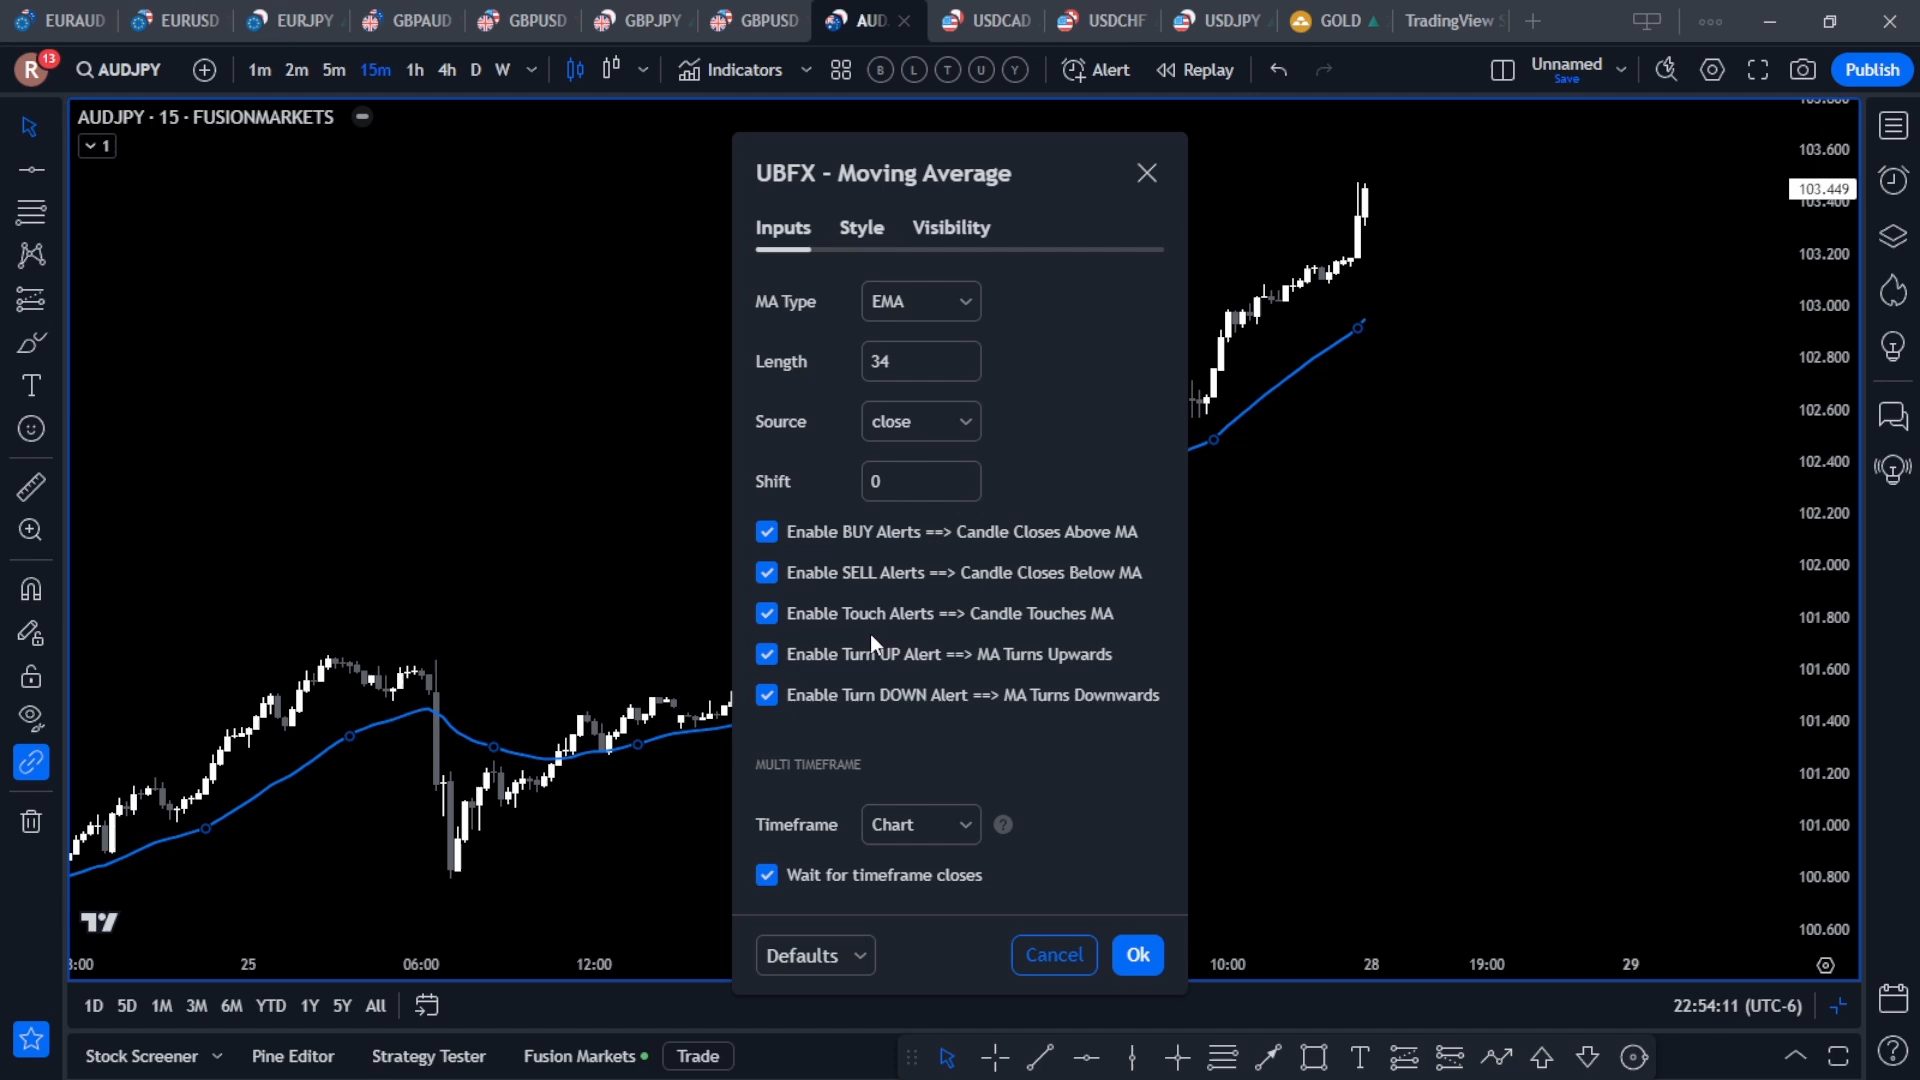 EURAUD
EURUSD
EURJPY
GBPAUD
GBPUSD
GBPJPY
GBPUSD
AUD
USDCAD
USDCHF
USDJPY
GOLD
TradingView
R
13
AUDJPY
1m 2m 5m 15m 1h 4h D W
Indicators
B L T U Y
Alert
Replay
Unnamed
Save
Publish
AUDJPY · 15 · FUSIONMARKETS
1
UBFX - Moving Average
Inputs Style Visibility
MA Type EMA
Length 34
Source close
Shift 0
Enable BUY Alerts ==> Candle Closes Above MA
Enable SELL Alerts ==> Candle Closes Below MA
Enable Touch Alerts ==> Candle Touches MA
Enable Turn UP Alert ==> MA Turns Upwards
Enable Turn DOWN Alert ==> MA Turns Downwards
MULTI TIMEFRAME
Timeframe Chart ?
Wait for timeframe closes
Defaults Cancel Ok
103.600
103.449
103.400
103.200
103.000
102.800
102.600
102.400
102.200
102.000
101.800
101.600
101.400
101.200
101.000
100.800
100.600
3:00 25 06:00 12:00 10:00 28 19:00 29
1D 5D 1M 3M 6M YTD 1Y 5Y All
22:54:11 (UTC-6)
Stock Screener Pine Editor Strategy Tester Fusion Markets Trade